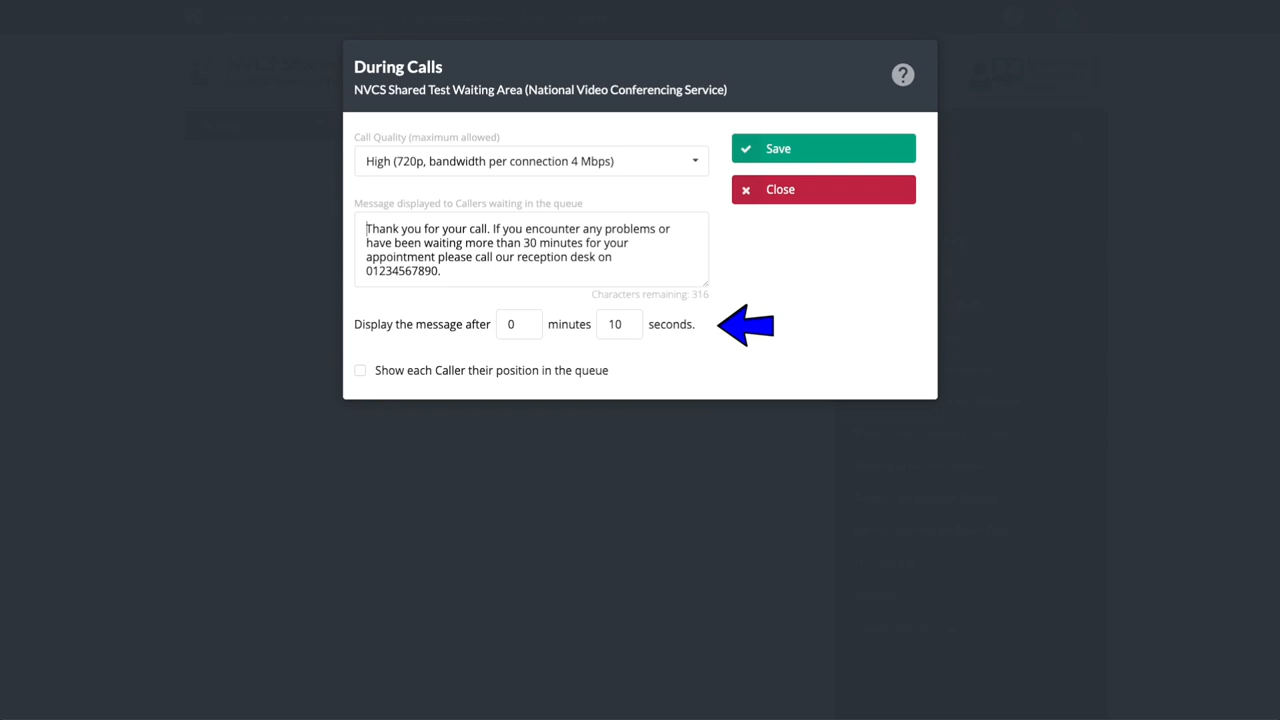 During Calls
NVCS Shared Test Waiting Area (National Video Conferencing Service)
?
Call Quality (maximum allowed)
High (720p, bandwidth per connection 4 Mbps)
Save
Close
Message displayed to Callers waiting in the queue
Thank you for your call. If you encounter any problems or
have been waiting more than 30 minutes for your
appointment please call our reception desk on
01234567890.
Characters remaining: 316
Display the message after 0 minutes 10 seconds.
Show each Caller their position in the queue